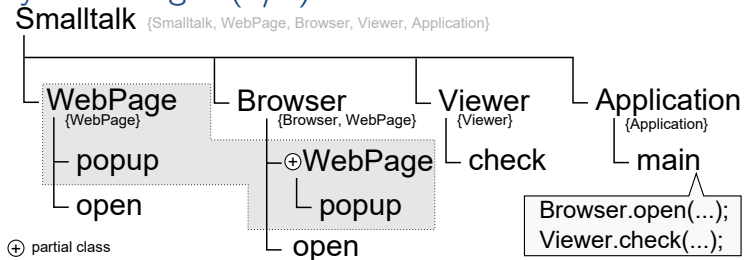 Smalltalk {Smalltalk, WebPage, Browser, Viewer, Application}
WebPage
{WebPage}
popup
open
Browser
{Browser, WebPage}
+ WebPage
popup
open
Viewer
{Viewer}
check
Application
{Application}
main
Browser.open(...);
Viewer.check(...);
+ partial class